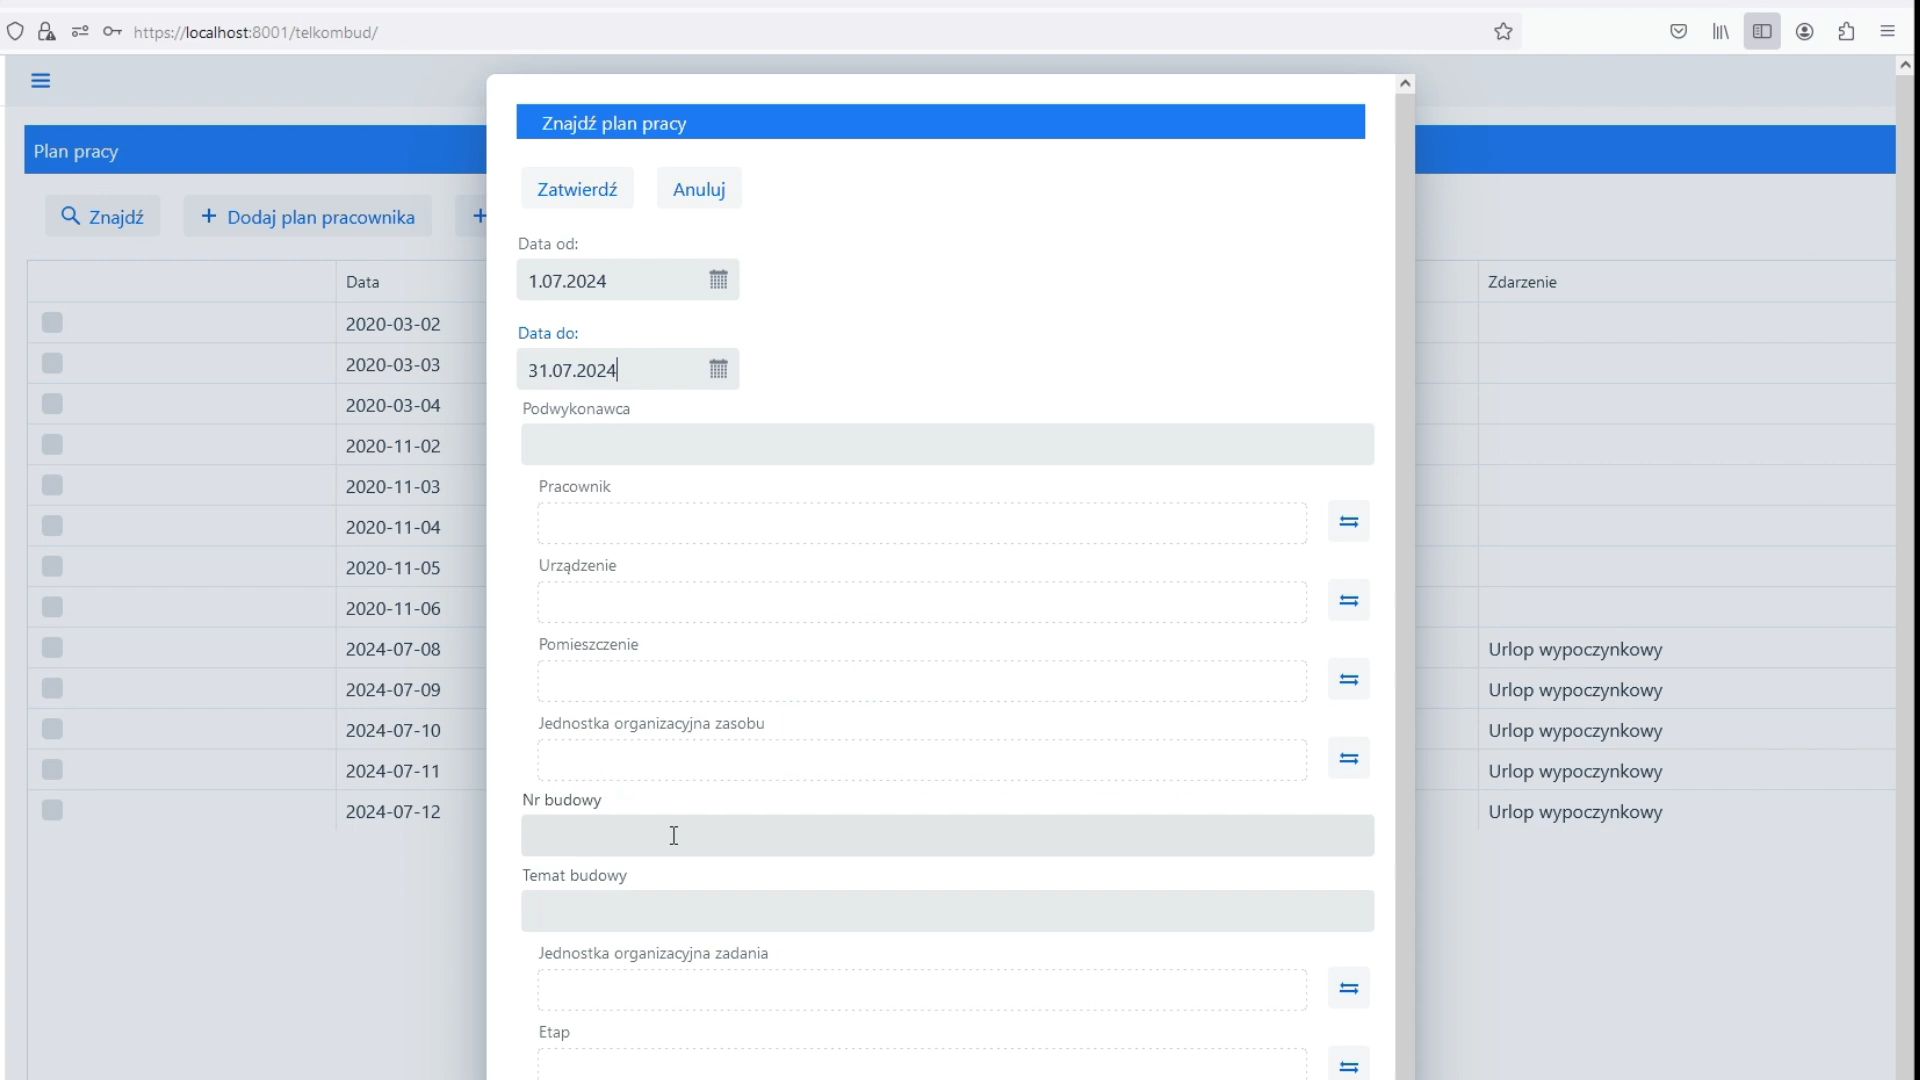 https://localhost:8001/telkombud/
Plan pracy
Znajdź
Dodaj plan pracownika
Data
Zdarzenie
2020-03-02
2020-03-03
2020-03-04
2020-11-02
2020-11-03
2020-11-04
2020-11-05
2020-11-06
2024-07-08
Urlop wypoczynkowy
2024-07-09
Urlop wypoczynkowy
2024-07-10
Urlop wypoczynkowy
2024-07-11
Urlop wypoczynkowy
2024-07-12
Urlop wypoczynkowy
Znajdź plan pracy
Zatwierdź
Anuluj
Data od:
1.07.2024
Data do:
31.07.2024
Podwykonawca
Pracownik
Urządzenie
Pomieszczenie
Jednostka organizacyjna zasobu
Nr budowy
Temat budowy
Jednostka organizacyjna zadania
Etap